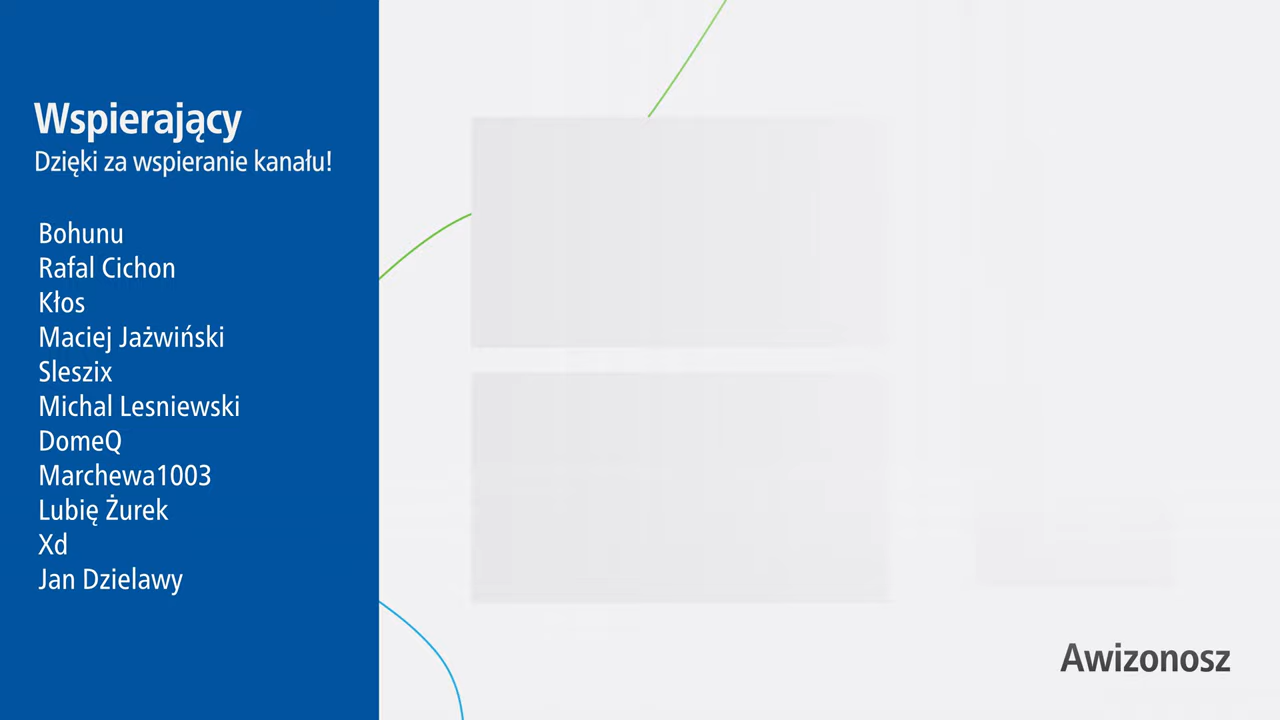 Wspierający
Dzięki za wspieranie kanału!
Bohunu
Rafal Cichon
Kłos
Maciej Jażwiński
Sleszix
Michal Lesniewski
DomeQ
Marchewa1003
Lubię Żurek
Xd
Jan Dzielawy
Awizonosz